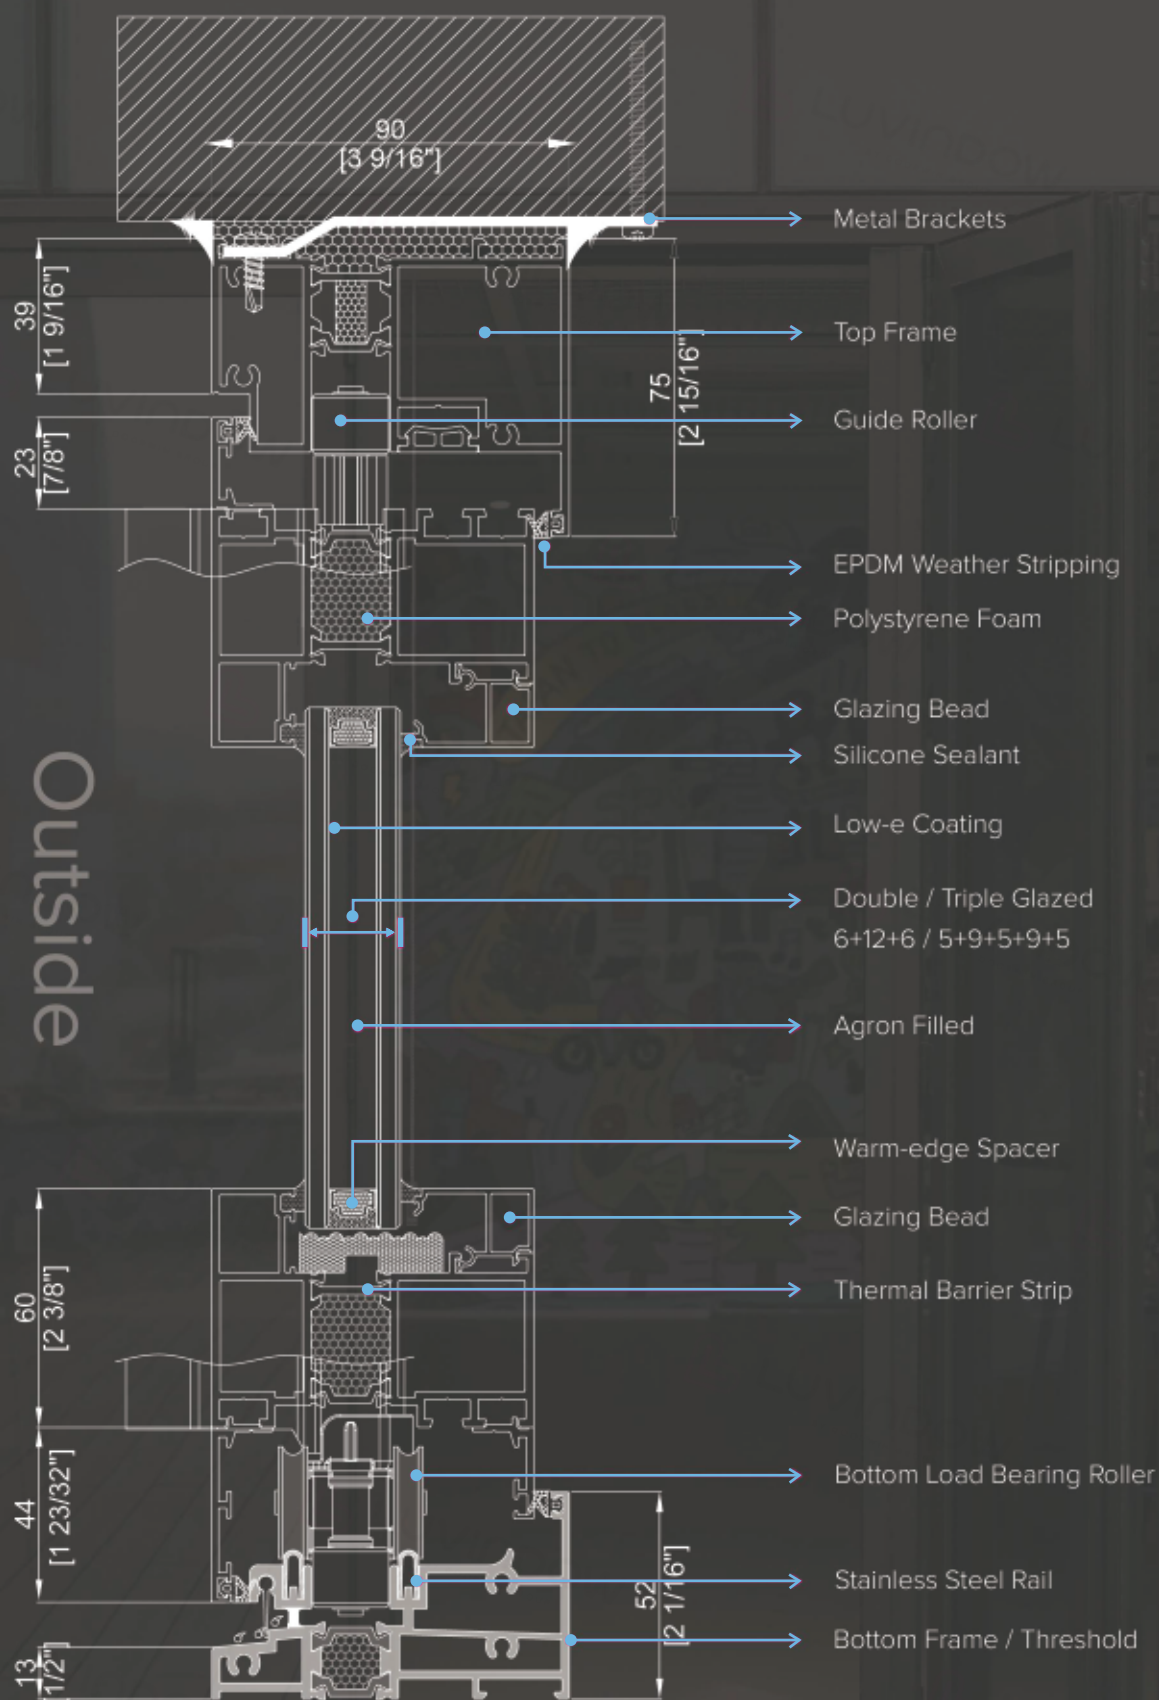 90
[3 9/16"]
Metal Brackets
39
[1 9/16"]
Top Frame
75
[2 15/16"]
Guide Roller
23
[7/8"]
EPDM Weather Stripping
Polystyrene Foam
Glazing Bead
Silicone Sealant
Outside
Low-e Coating
Double / Triple Glazed
6+12+6 / 5+9+5+9+5
Agron Filled
Warm-edge Spacer
Glazing Bead
60
[2 3/8"]
Thermal Barrier Strip
Bottom Load Bearing Roller
44
[1 23/32"]
Stainless Steel Rail
52
[2 1/16"]
Bottom Frame / Threshold
13
1/2"]